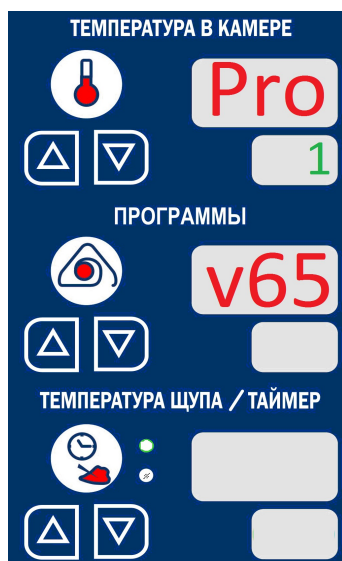 ТЕМПЕРАТУРА В КАМЕРЕ
Pro
1
ПРОГРАММЫ
v65
ТЕМПЕРАТУРА ЩУПА / ТАЙМЕР